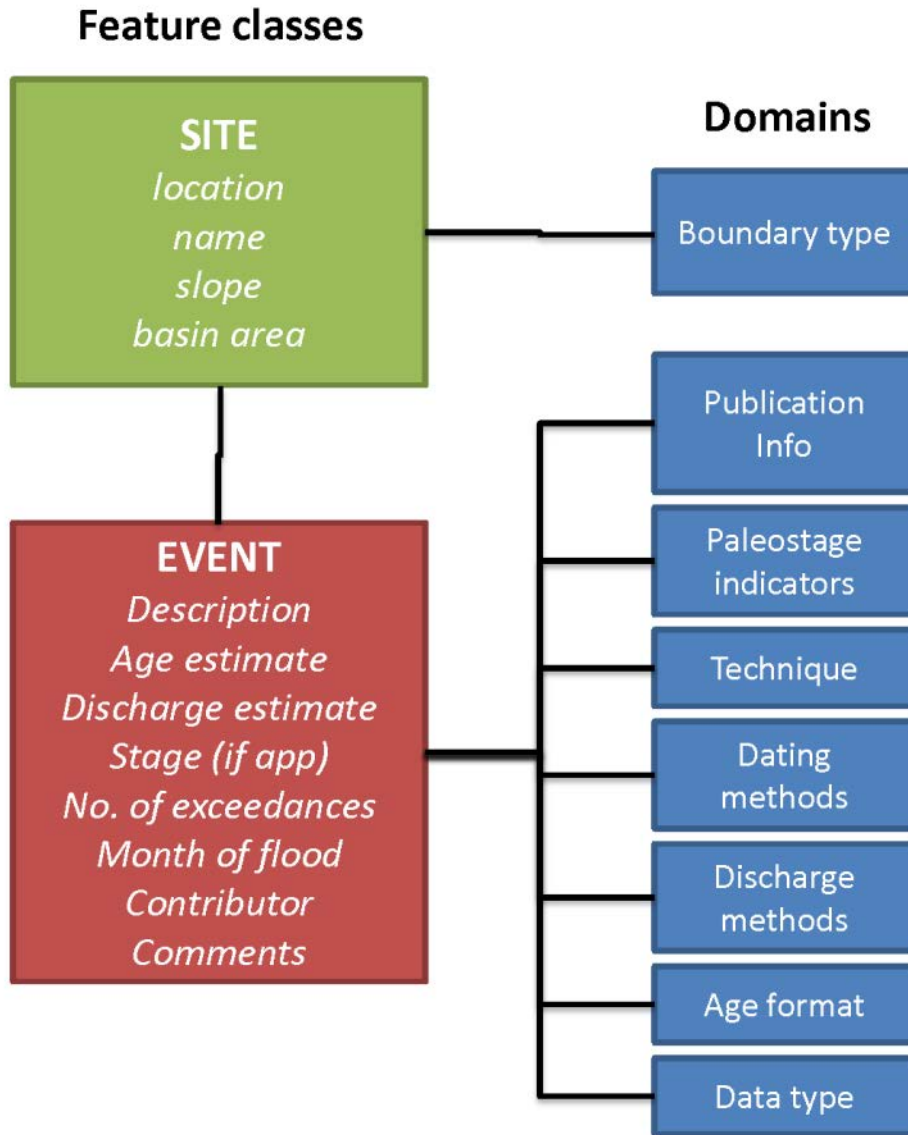 Feature classes
SITE
location
name
slope
basin area
EVENT
Description
Age estimate
Discharge estimate
Stage (if app)
No. of exceedances
Month of flood
Contributor
Comments
Domains
Boundary type
Publication
Info
Paleostage
indicators
Technique
Dating
methods
Discharge
methods
Age format
Data type